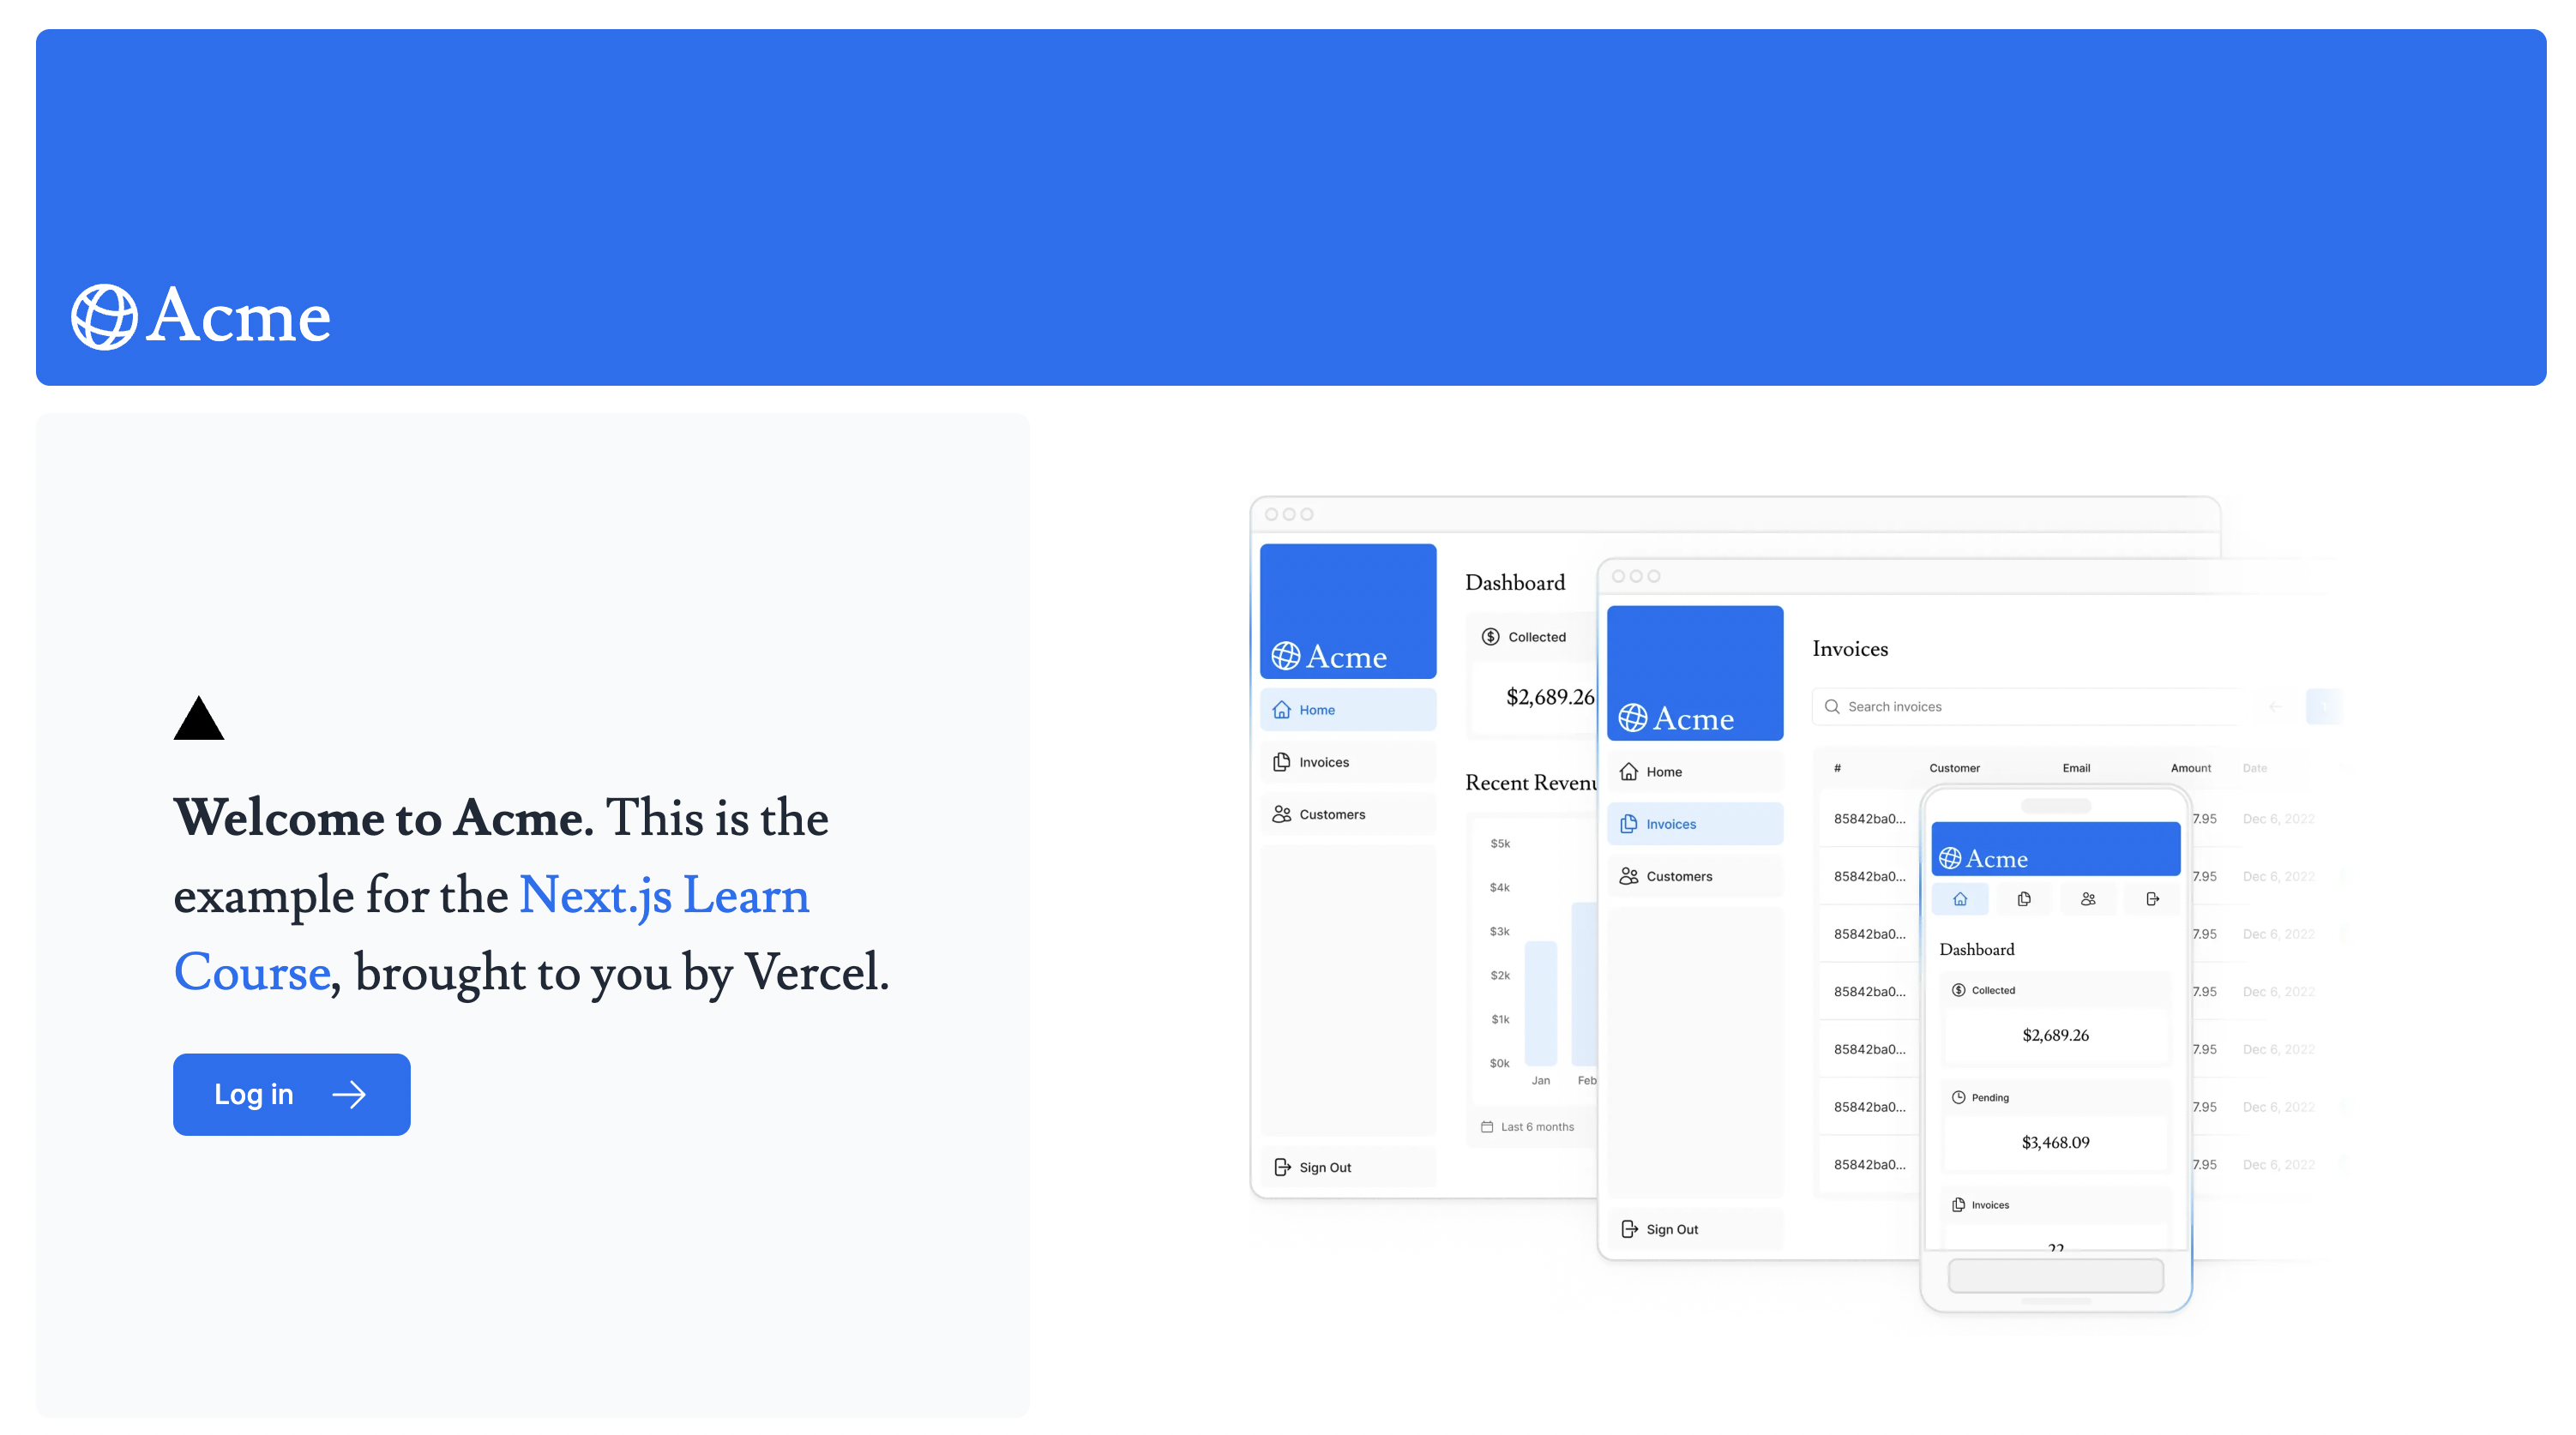 Acme
Welcome to Acme. This is the
example for the Next.js Learn
Course, brought to you by Vercel.
Log in
Acme
Home
Invoices
Customers
Sign Out
Dashboard
Collected
$2,689.26
Recent Revenu
$5k
$4k
$3k
$2k
$1k
$0k
Jan Feb
Last 6 months
Acme
Home
Invoices
Customers
Sign Out
Invoices
Search invoices
# Customer Email Amount Date
85842ba0... 7.95 Dec 6, 2022
85842ba0... 7.95 Dec 6, 2022
85842ba0... 7.95 Dec 6, 2022
85842ba0... 7.95 Dec 6, 2022
85842ba0... 7.95 Dec 6, 2022
85842ba0... 7.95 Dec 6, 2022
85842ba0... 7.95 Dec 6, 2022
Acme
Dashboard
Collected
$2,689.26
Pending
$3,468.09
Invoices
22